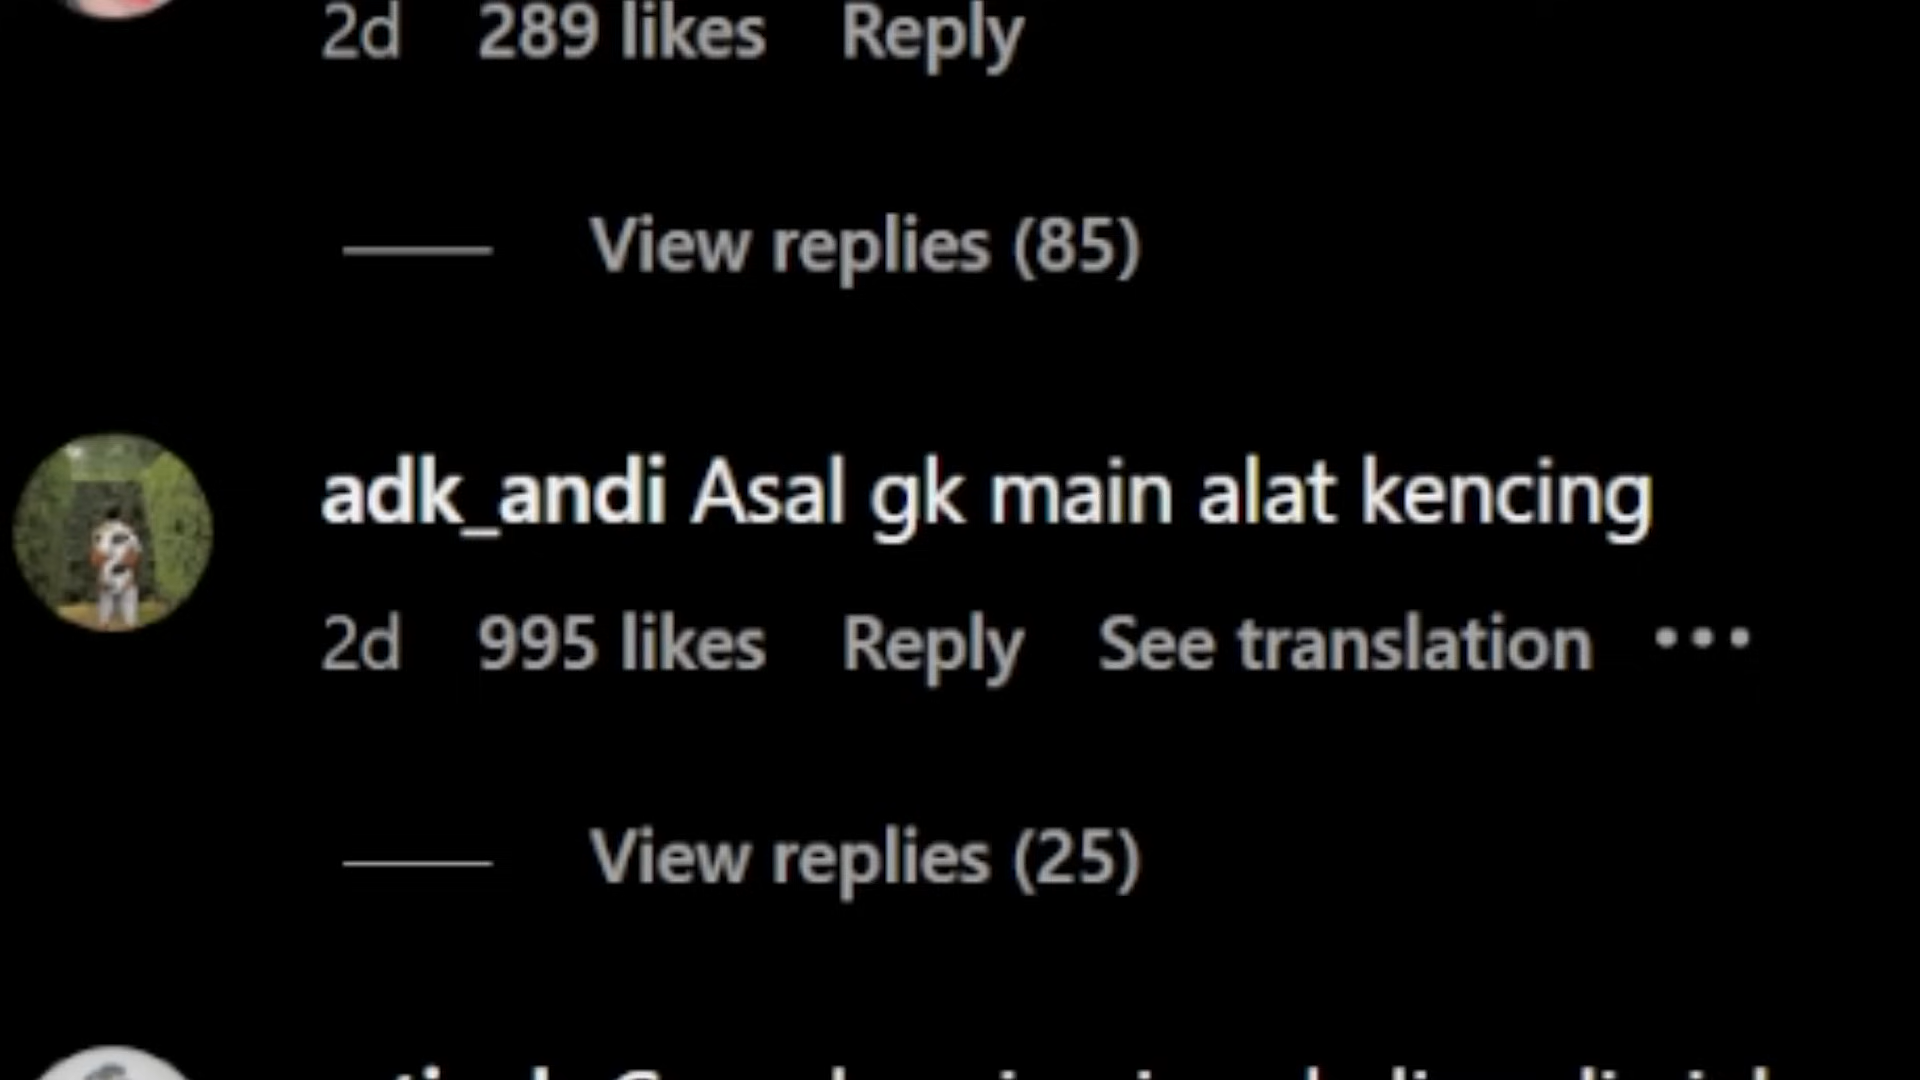 2d 289 likes Reply
View replies (85)
adk_andi Asal gk main alat kencing
2d 995 likes Reply See translation •••
View replies (25)